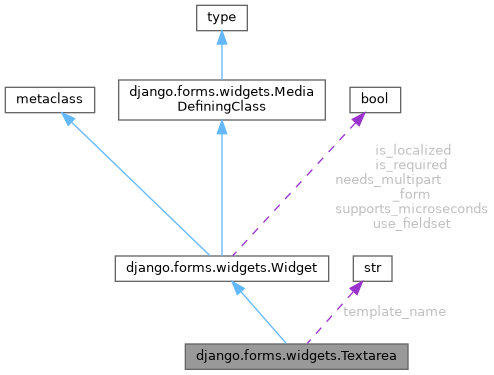 type
django.forms.widgets.Media
DefiningClass
metaclass
bool
is_localized
is_required
needs_multipart
_form
supports_microseconds
use_fieldset
django.forms.widgets.Widget
str
template_name
django.forms.widgets.Textarea